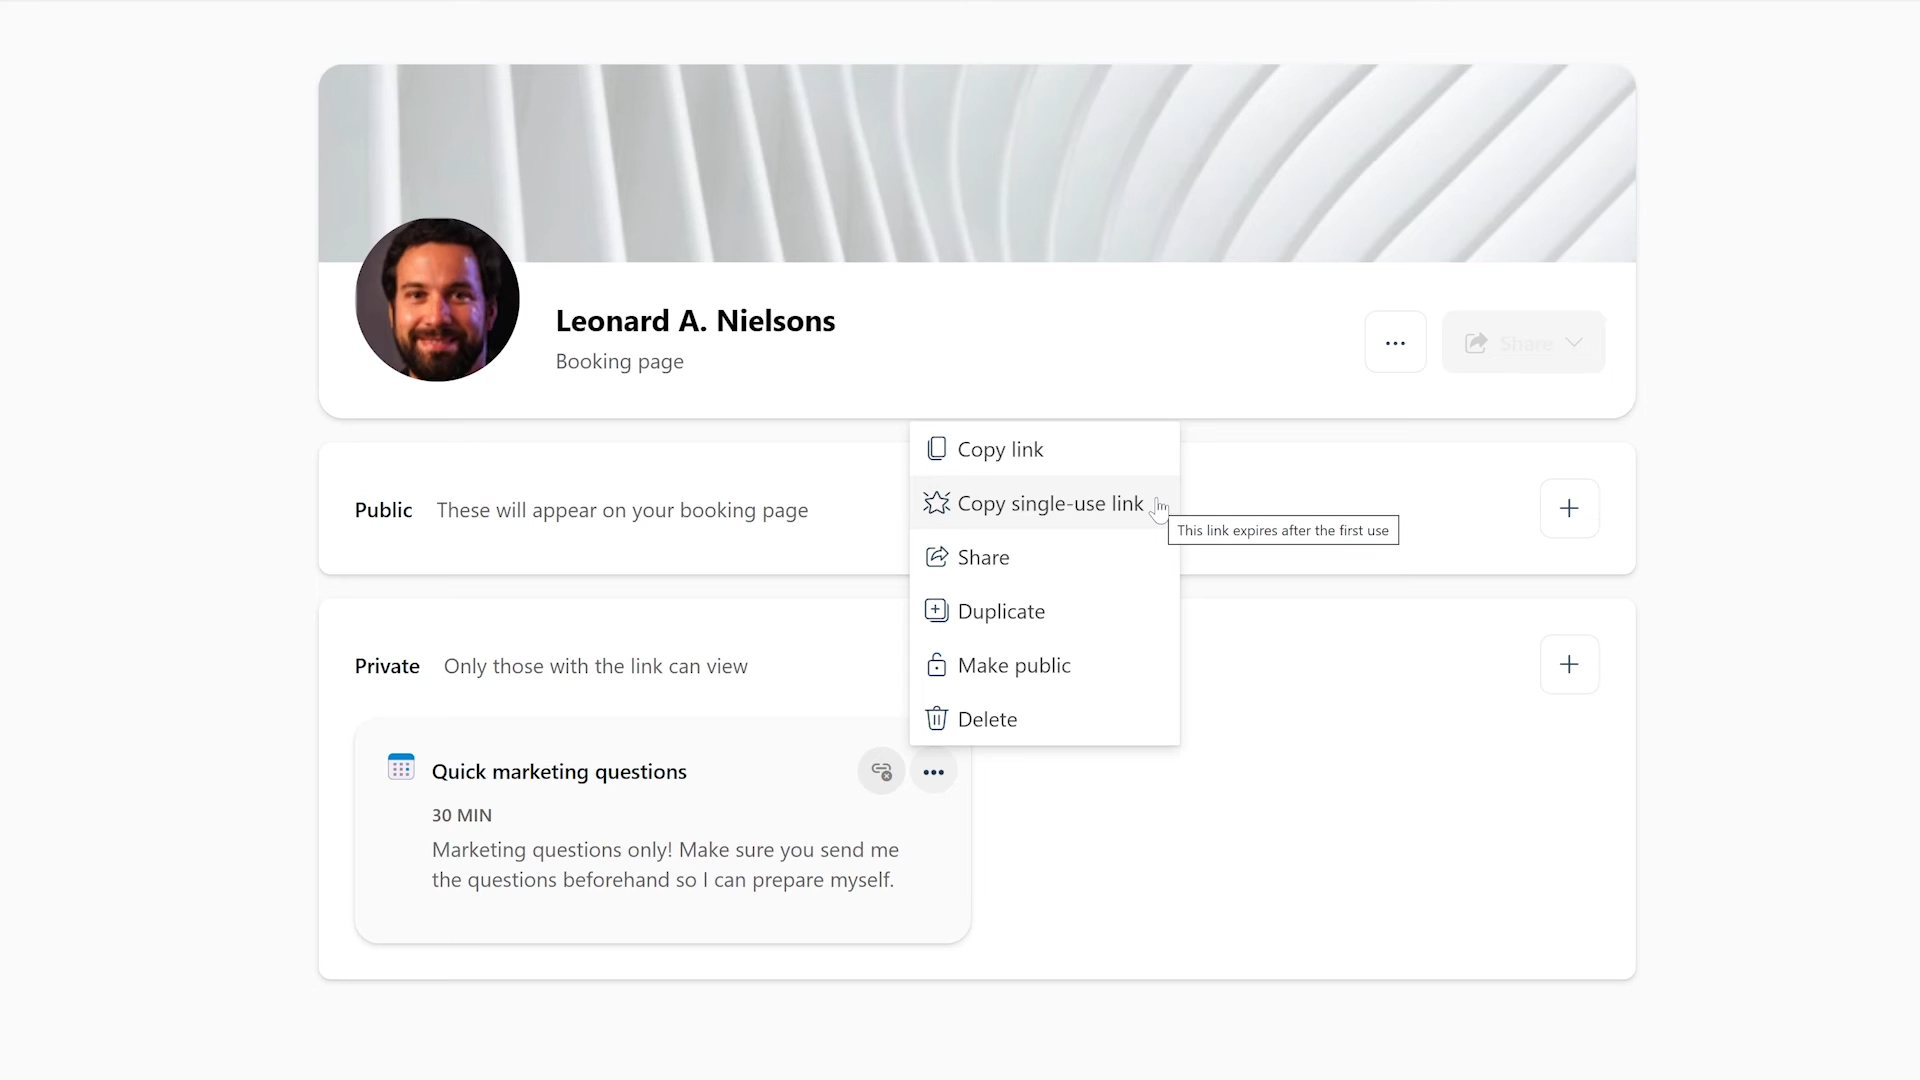 Leonard A. Nielsons
Booking page
Share
Copy link
Copy single-use link
This link expires after the first use
Share
Duplicate
Make public
Delete
Public These will appear on your booking page
Private Only those with the link can view
Quick marketing questions
30 MIN
Marketing questions only! Make sure you send me
the questions beforehand so I can prepare myself.